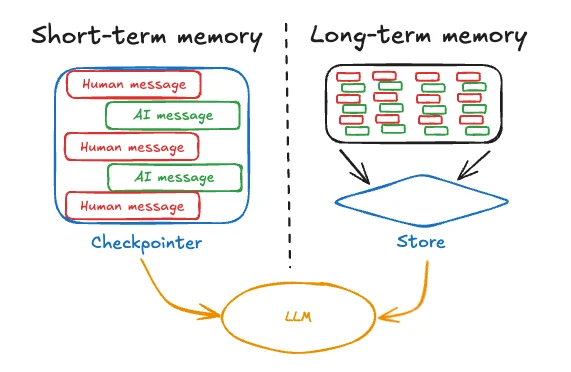 Short-term memory
Human message
AI message
Human message
AI message
Human message
Checkpointer
Long-term memory
Store
LLM